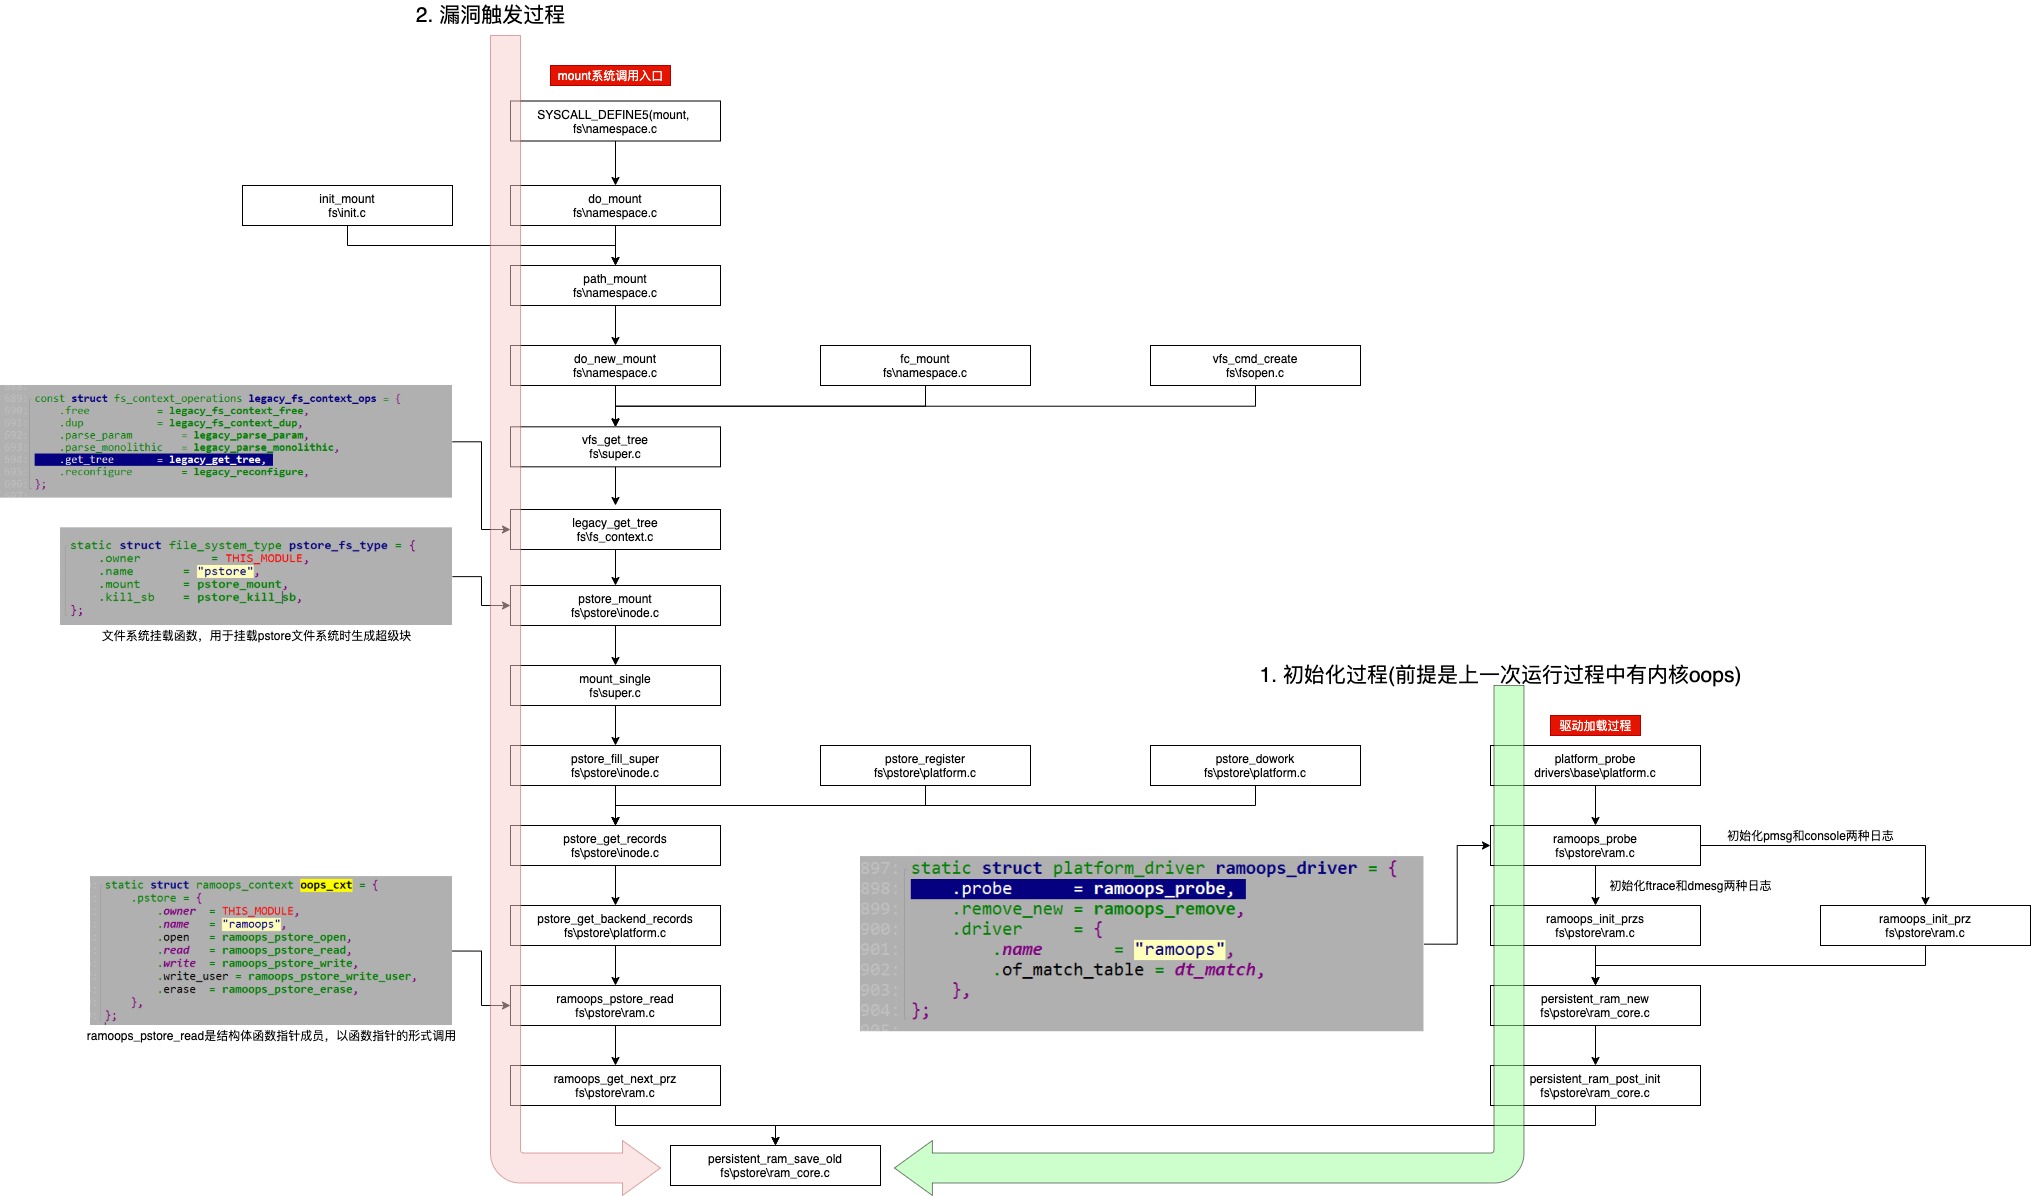 2. 漏洞触发过程
mount系统调用入口
SYSCALL_DEFINE5(mount,
fs\namespace.c
init_mount
fs\init.c
do_mount
fs\namespace.c
path_mount
fs\namespace.c
do_new_mount
fs\namespace.c
fc_mount
fs\namespace.c
vfs_cmd_create
fs\fsopen.c
const struct fs_context_operations legacy_fs_context_ops = {
.free = legacy_fs_context_free,
.dup = legacy_fs_context_dup,
.parse_param = legacy_parse_param,
.parse_monolithic = legacy_parse_monolithic,
.get_tree = legacy_get_tree,
.reconfigure = legacy_reconfigure,
};
vfs_get_tree
fs\super.c
legacy_get_tree
fs\fs_context.c
static struct file_system_type pstore_fs_type = {
.owner = THIS_MODULE,
.name = "pstore",
.mount = pstore_mount,
.kill_sb = pstore_kill_sb,
};
文件系统挂载函数，用于挂载pstore文件系统时生成超级块
pstore_mount
fs\pstore\inode.c
mount_single
fs\super.c
1. 初始化过程(前提是上一次运行过程中有内核oops)
驱动加载过程
pstore_fill_super
fs\pstore\inode.c
pstore_register
fs\pstore\platform.c
pstore_dowork
fs\pstore\platform.c
platform_probe
drivers\base\platform.c
pstore_get_records
fs\pstore\inode.c
ramoops_probe
fs\pstore\ram.c
初始化pmsg和console两种日志
初始化ftrace和dmesg两种日志
static struct ramoops_context oops_cxt = {
.pstore = {
.owner = THIS_MODULE,
.name = "ramoops",
.open = ramoops_pstore_open,
.read = ramoops_pstore_read,
.write = ramoops_pstore_write,
.write_user = ramoops_pstore_write_user,
.erase = ramoops_pstore_erase,
},
};
ramoops_pstore_read是结构体函数指针成员，以函数指针的形式调用
897: static struct platform_driver ramoops_driver = {
898: .probe = ramoops_probe,
899: .remove_new = ramoops_remove,
900: .driver = {
901: .name = "ramoops",
902: .of_match_table = dt_match,
903: },
904: };
pstore_get_backend_records
fs\pstore\platform.c
ramoops_init_przs
fs\pstore\ram.c
ramoops_init_prz
fs\pstore\ram.c
ramoops_pstore_read
fs\pstore\ram.c
persistent_ram_new
fs\pstore\ram_core.c
ramoops_get_next_prz
fs\pstore\ram.c
persistent_ram_post_init
fs\pstore\ram_core.c
persistent_ram_save_old
fs\pstore\ram_core.c